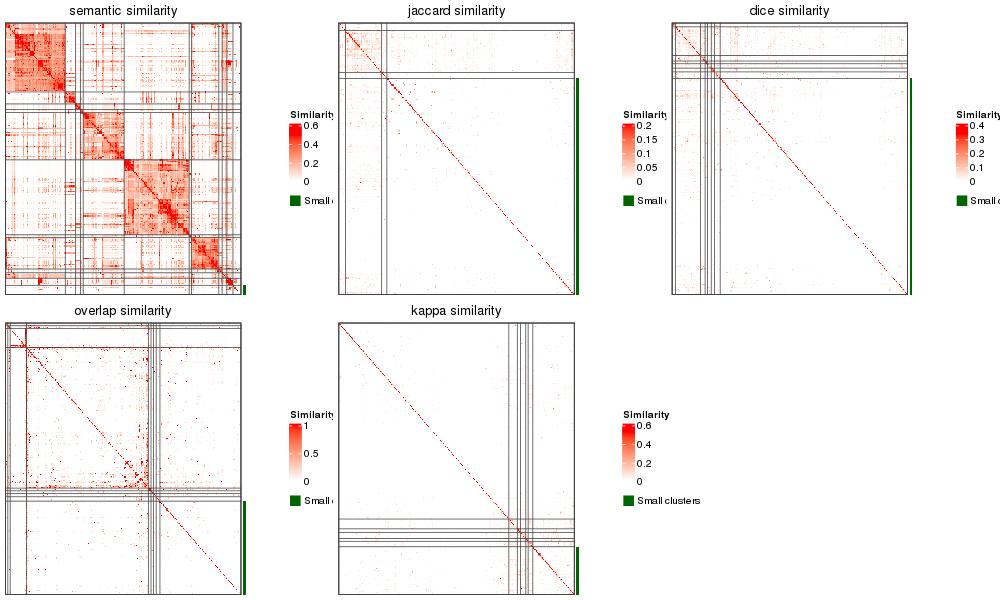 semantic similarity
Similarity
0.6
0.4
0.2
0
Small
jaccard similarity
Similarity
0.2
0.15
0.1
0.05
0
Small
dice similarity
Similarity
0.4
0.3
0.2
0.1
0
Small
overlap similarity
Similarity
1
0.5
0
Small
kappa similarity
Similarity
0.6
0.4
0.2
0
Small clusters